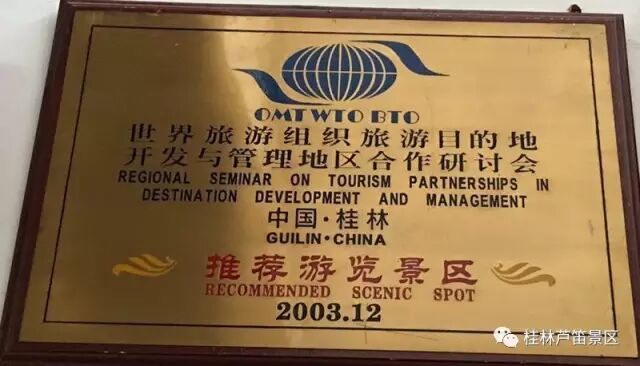 OMT WTO BTO
世界旅游组织旅游目的地
开发与管理地区合作研讨会
REGIONAL SEMINAR ON TOURISM PARTNERSHIPS IN
DESTINATION DEVELOPMENT AND MANAGEMENT
中国·桂林
GUILIN·CHINA
推荐游览景区
RECOMMENDED SCENIC SPOT
2003.12
桂林芦笛景区